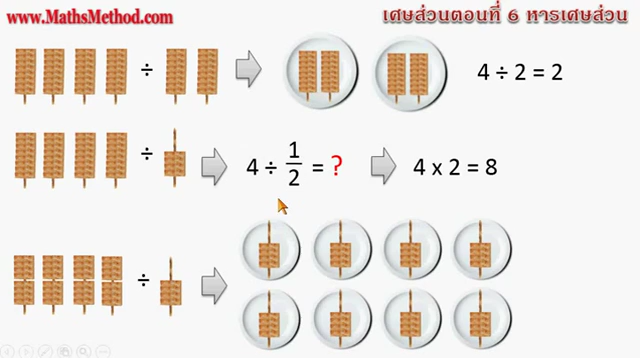 www.MathsMethod.com
เศษส่วนตอนที่ 6 หารเศษส่วน
÷
4 ÷ 2 = 2
÷
4 ÷ 1/2 = ?
4 x 2 = 8
÷